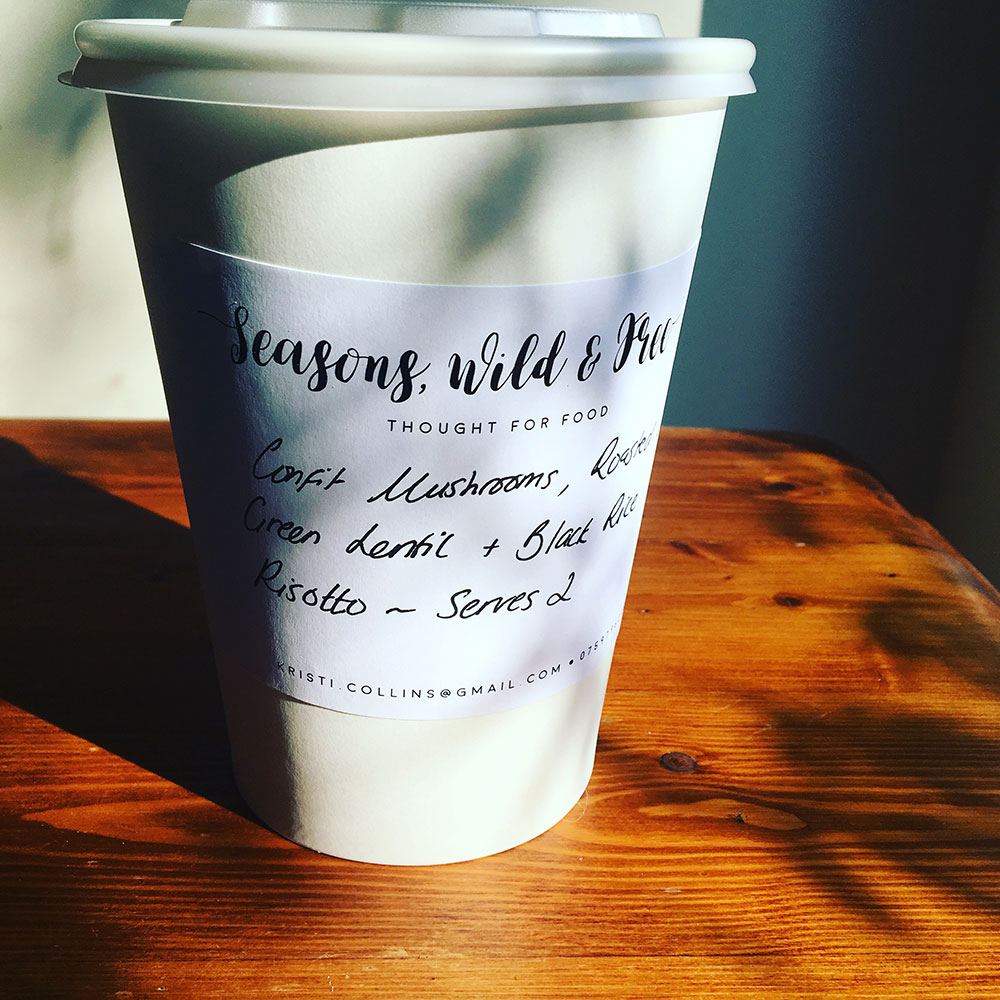 Seasons, Wild & Free
THOUGHT FOR FOOD
Confit Mushrooms, Roasted
Green Lentil + Black Rice
Risotto ~ Serves 2
KRISTI.COLLINS@GMAIL.COM • 0759